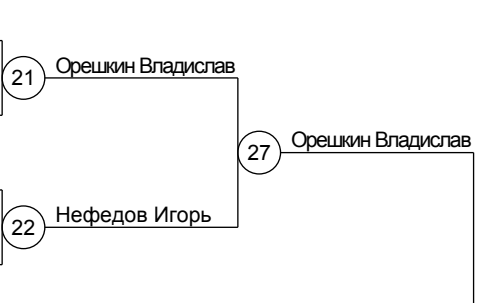 21 Орешкин Владислав
27 Орешкин Владислав
22 Нефедов Игорь